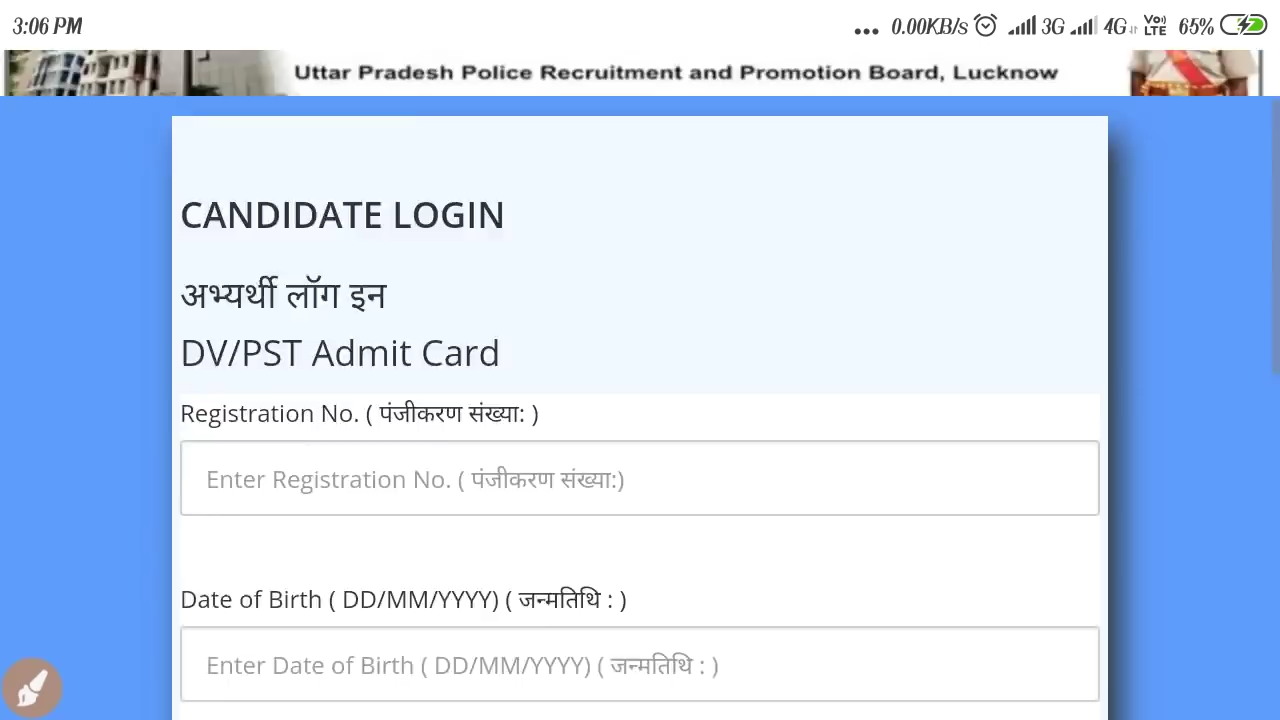 3:06 PM ... 0.00KB/s 3G 4G VoLTE 65%
Uttar Pradesh Police Recruitment and Promotion Board, Lucknow
CANDIDATE LOGIN
अभ्यर्थी लॉग इन
DV/PST Admit Card
Registration No. ( पंजीकरण संख्या: )
Enter Registration No. ( पंजीकरण संख्या:)
Date of Birth ( DD/MM/YYYY) ( जन्मतिथि : )
Enter Date of Birth ( DD/MM/YYYY) ( जन्मतिथि : )